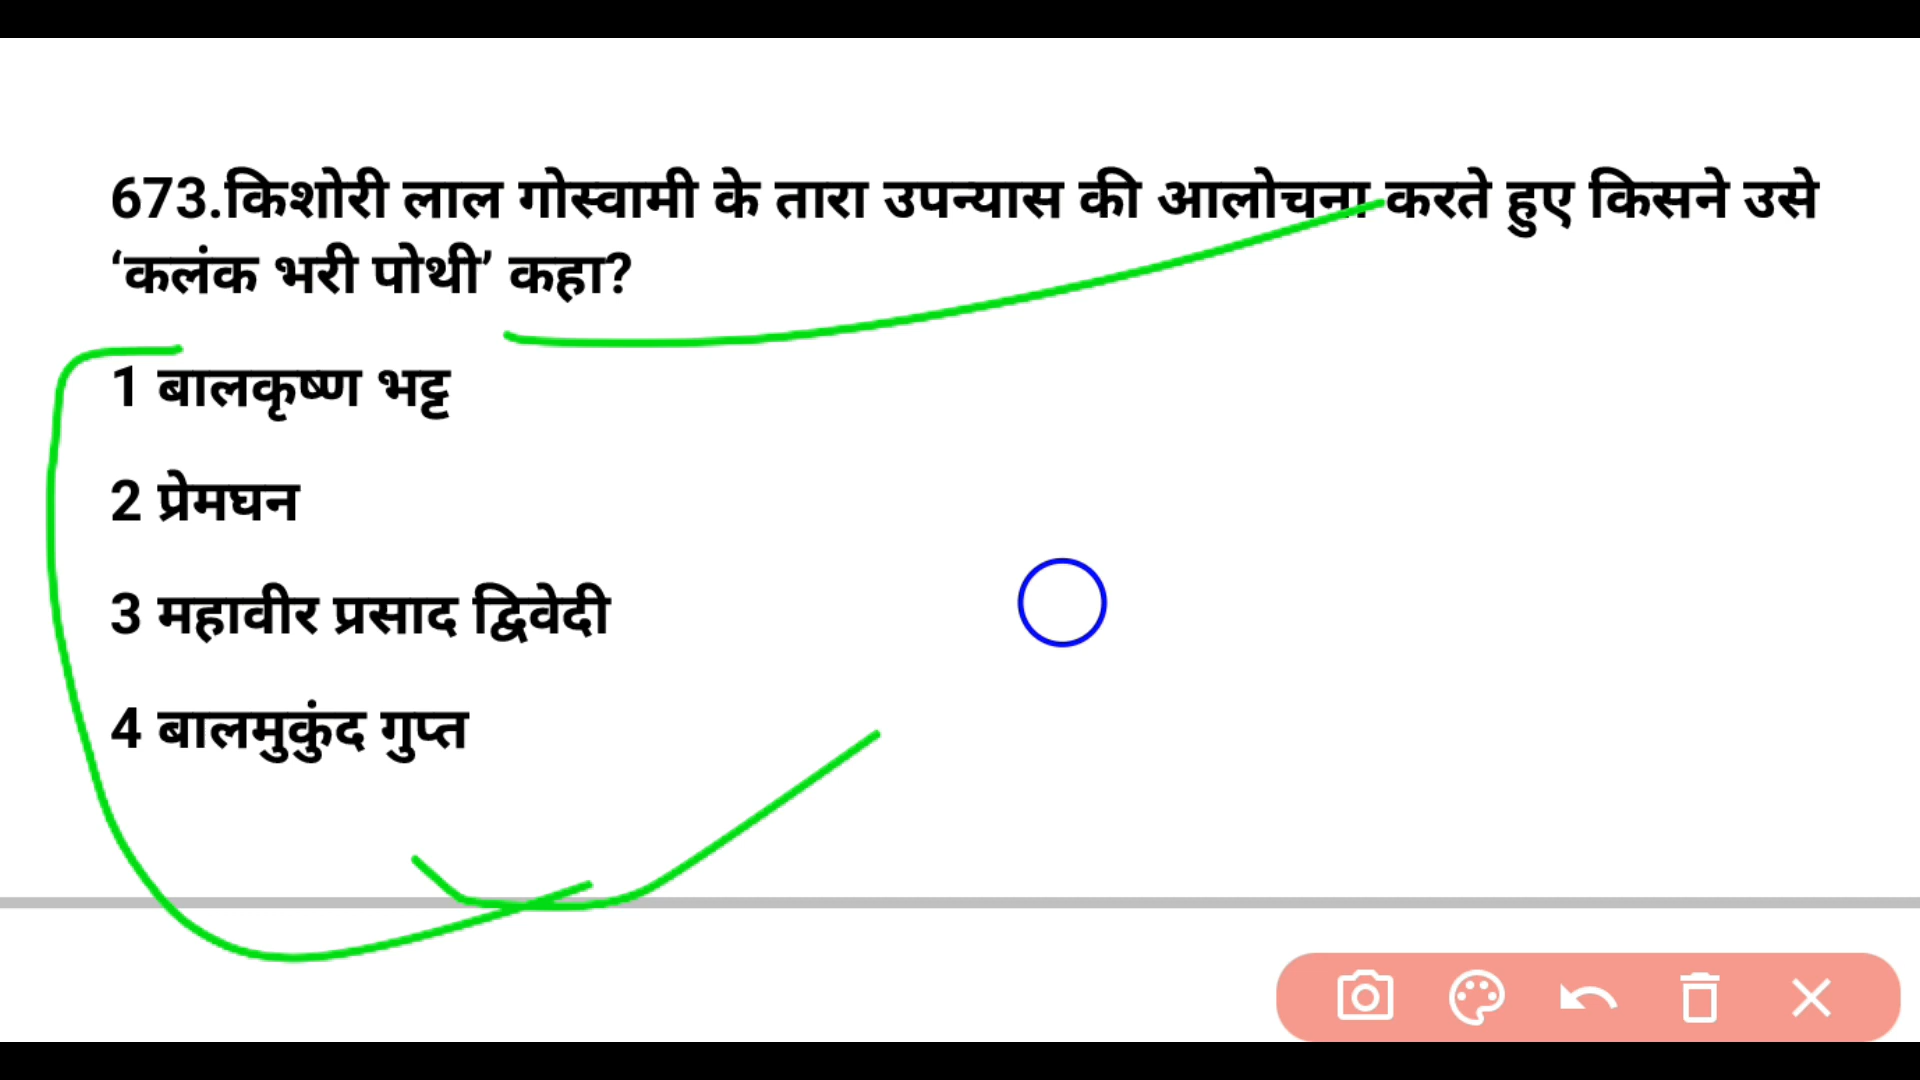 673.किशोरी लाल गोस्वामी के तारा उपन्यास की आलोचना करते हुए किसने उसे
‘कलंक भरी पोथी’ कहा?
1 बालकृष्ण भट्ट
2 प्रेमघन
3 महावीर प्रसाद द्विवेदी
4 बालमुकुंद गुप्त